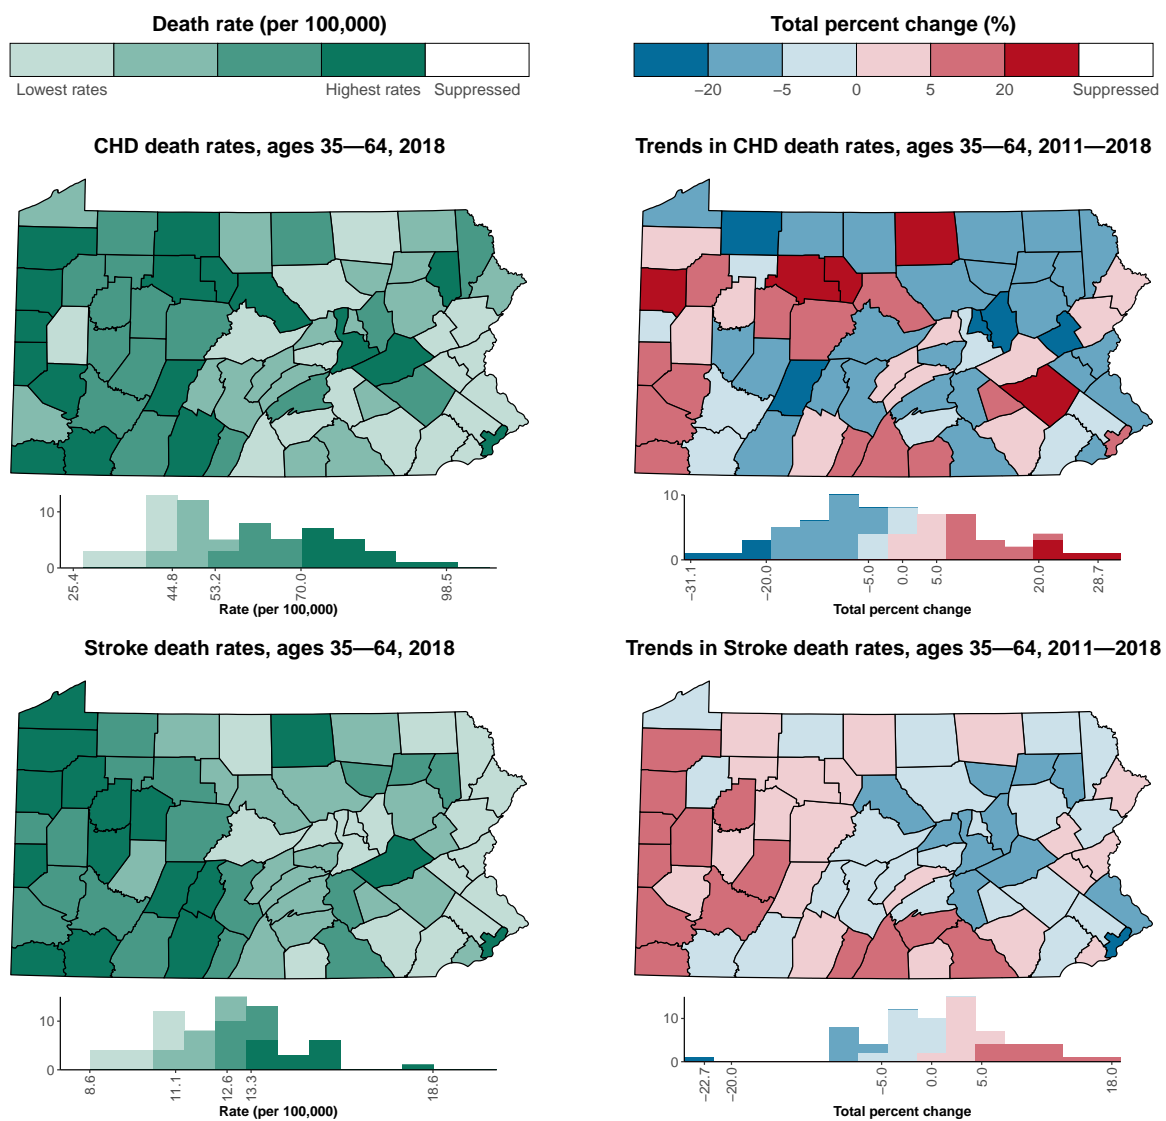 Death rate (per 100,000)
Lowest rates Highest rates Suppressed
Total percent change (%)
−20 −5 0 5 20 Suppressed
CHD death rates, ages 35—64, 2018
10
0
25.4 44.8 53.2 70.0 98.5
Rate (per 100,000)
Trends in CHD death rates, ages 35—64, 2011—2018
10
5
0
−31.1 −20.0 −5.0 0.0 5.0 20.0 28.7
Total percent change
Stroke death rates, ages 35—64, 2018
10
0
8.6 11.1 12.6 13.3 18.6
Rate (per 100,000)
Trends in Stroke death rates, ages 35—64, 2011—2018
10
0
−22.7 −20.0 −5.0 0.0 5.0 18.0
Total percent change